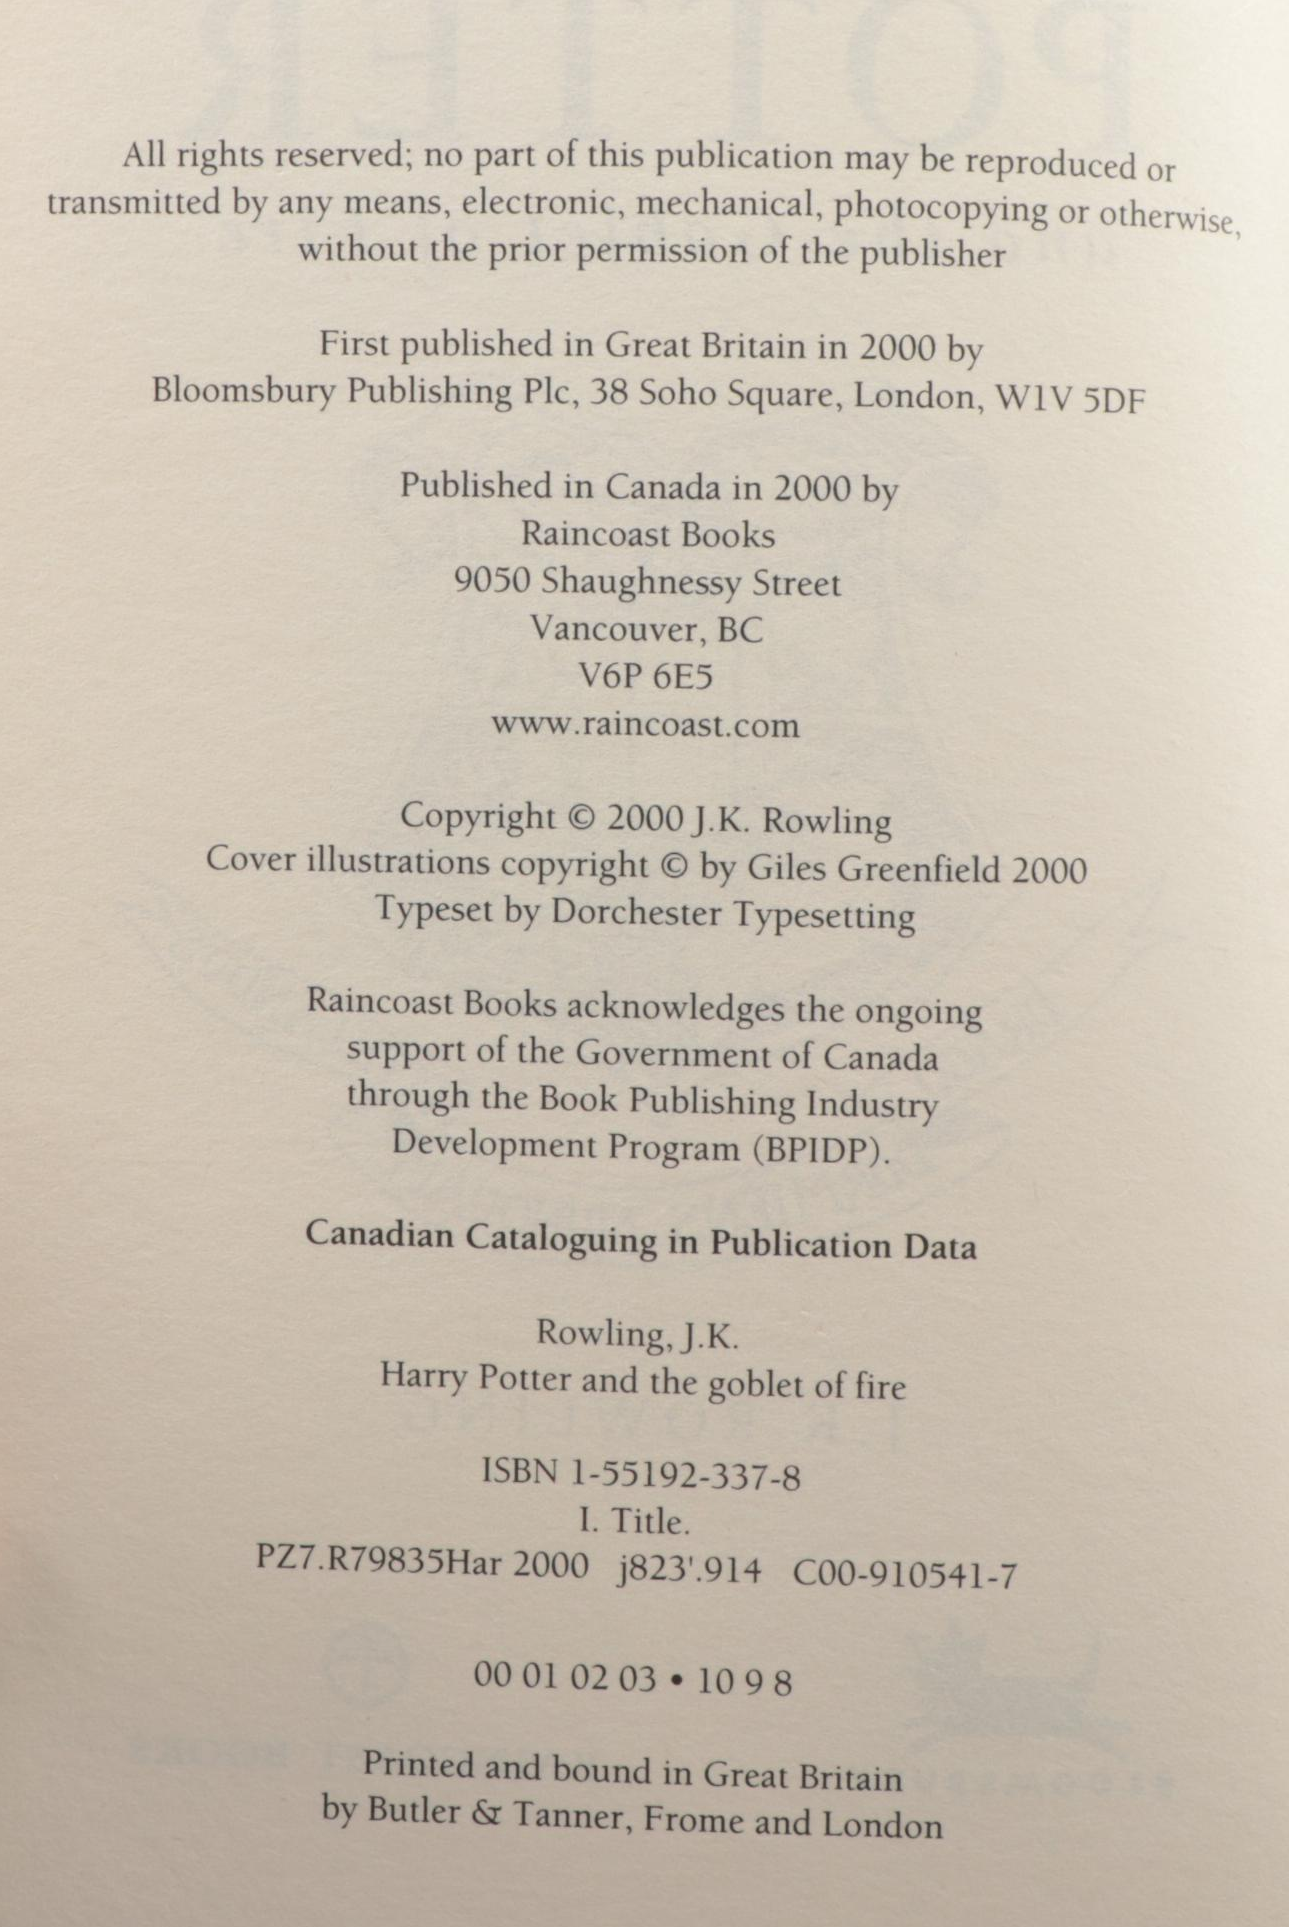 All rights reserved; no part of this publication may be reproduced or
transmitted by any means, electronic, mechanical, photocopying or otherwise,
without the prior permission of the publisher
First published in Great Britain in 2000 by
Bloomsbury Publishing Plc, 38 Soho Square, London, W1V 5DF
Published in Canada in 2000 by
Raincoast Books
9050 Shaughnessy Street
Vancouver, BC
V6P 6E5
www.raincoast.com
Copyright © 2000 J.K. Rowling
Cover illustrations copyright © by Giles Greenfield 2000
Typeset by Dorchester Typesetting
Raincoast Books acknowledges the ongoing
support of the Government of Canada
through the Book Publishing Industry
Development Program (BPIDP).
Canadian Cataloguing in Publication Data
Rowling, J.K.
Harry Potter and the goblet of fire
ISBN 1-55192-337-8
I. Title.
PZ7.R79835Har 2000 j823'.914 C00-910541-7
00 01 02 03 • 10 9 8
Printed and bound in Great Britain
by Butler & Tanner, Frome and London